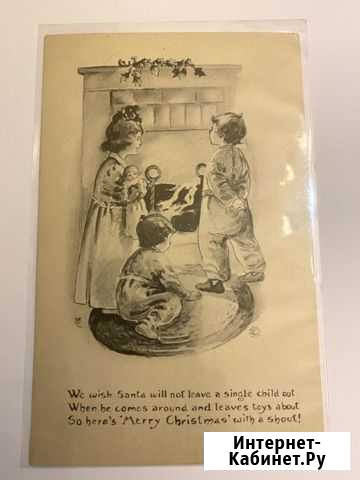 We wish Santa will not leave a single child out
When he comes around and leaves toys about
So here's "Merry Christmas" with a shout!
Интернет-
Кабинет.Ру